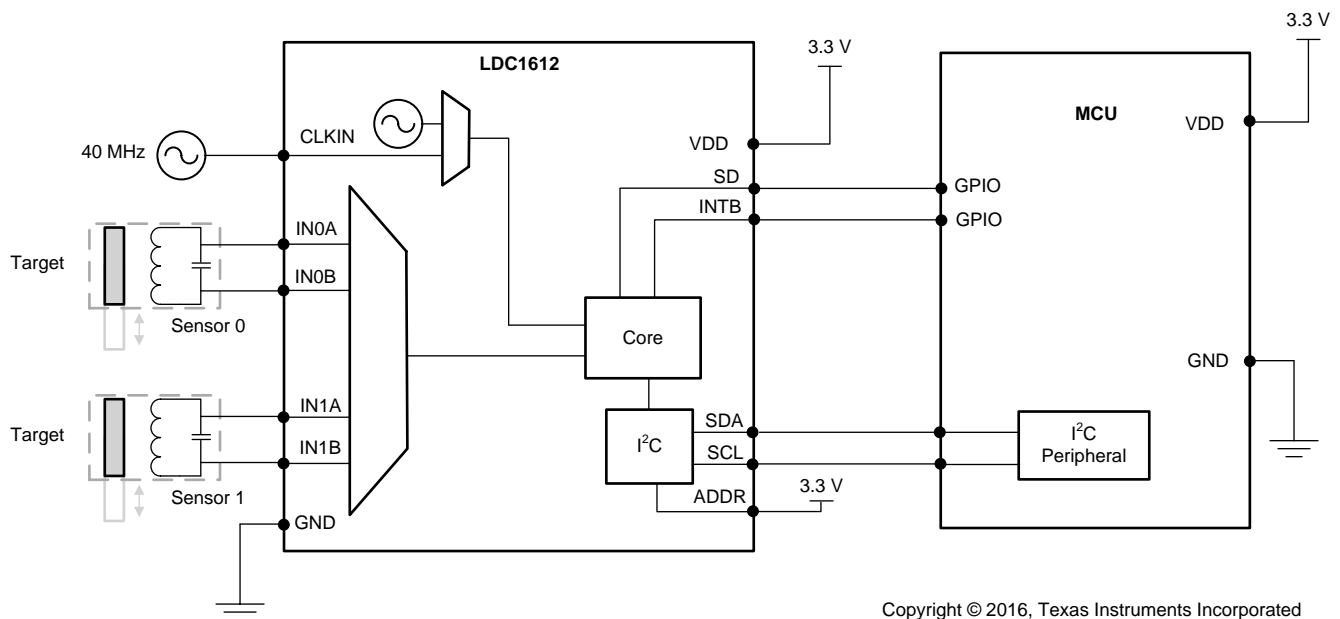 3.3 V
3.3 V
LDC1612
MCU
40 MHz
CLKIN
VDD
VDD
SD
GPIO
INTB
GPIO
IN0A
Target
IN0B
Sensor 0
Core
GND
IN1A
SDA
Target
IN1B
I²C
SCL
I²C
Peripheral
Sensor 1
ADDR
3.3 V
GND
Copyright © 2016, Texas Instruments Incorporated